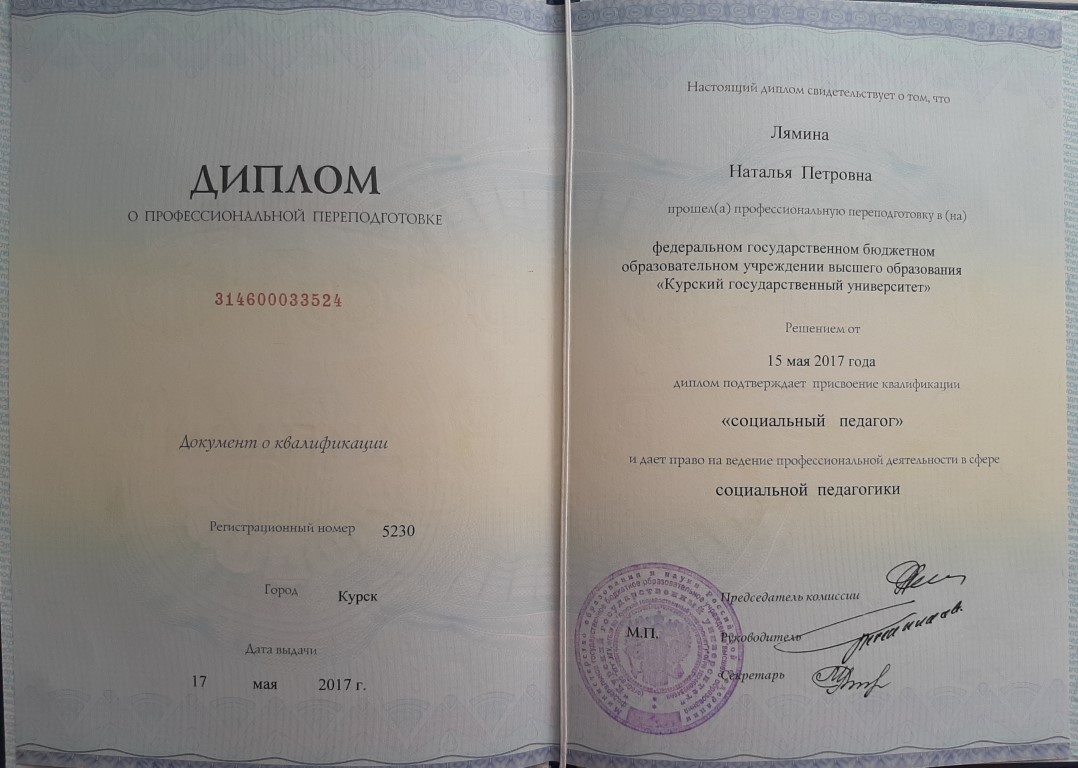 ДИПЛОМ
О ПРОФЕССИОНАЛЬНОЙ ПЕРЕПОДГОТОВКЕ
314600033524
Документ о квалификации
Регистрационный номер 5230
Город Курск
Дата выдачи
17 мая 2017 г.
Настоящий диплом свидетельствует о том, что
Лямина
Наталья Петровна
прошел(а) профессиональную переподготовку в (на)
федеральном государственном бюджетном
образовательном учреждении высшего образования
«Курский государственный университет»
Решением от
15 мая 2017 года
диплом подтверждает присвоение квалификации
«социальный педагог»
и дает право на ведение профессиональной деятельности в сфере
социальной педагогики
Председатель комиссии
М.П.
Руководитель
Секретарь